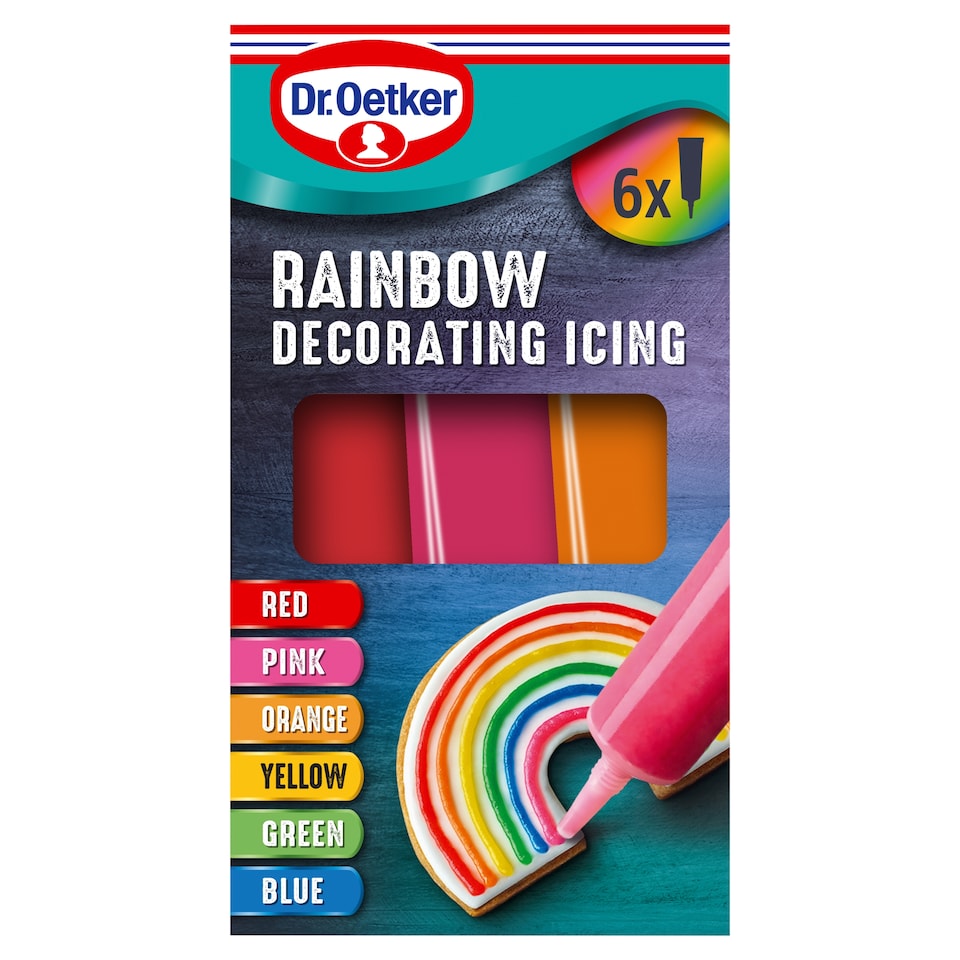 Dr.Oetker
6x
RAINBOW
DECORATING ICING
RED
PINK
ORANGE
YELLOW
GREEN
BLUE